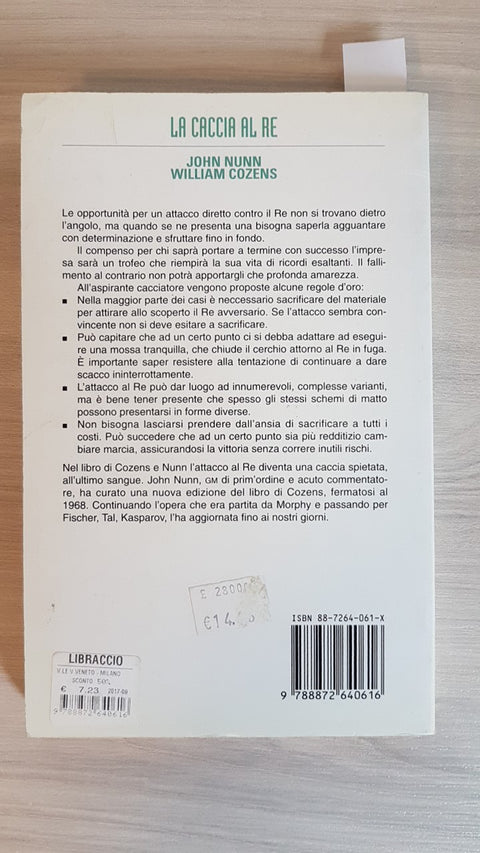 LA CACCIA AL RE
JOHN NUNN
WILLIAM COZENS
Le opportunità per un attacco diretto contro il Re non si trovano dietro
l'angolo, ma quando se ne presenta una bisogna saperla agguantare
con determinazione e sfruttare fino in fondo.
Il compenso per chi saprà portare a termine con successo l'impre-
sa sarà un trofeo che riempirà la sua vita di ricordi esaltanti. Il falli-
mento al contrario non potrà apportargli che profonda amarezza.
All'aspirante cacciatore vengono proposte alcune regole d'oro:
■ Nella maggior parte dei casi è neccessario sacrificare del materiale
per attirare allo scoperto il Re avversario. Se l'attacco sembra con-
vincente non si deve esitare a sacrificare.
■ Può capitare che ad un certo punto ci si debba adattare ad esegui-
re una mossa tranquilla, che chiude il cerchio attorno al Re in fuga.
È importante saper resistere alla tentazione di continuare a dare
scacco ininterrottamente.
■ L'attacco al Re può dar luogo ad innumerevoli, complesse varianti,
ma è bene tener presente che spesso gli stessi schemi di matto
possono presentarsi in forme diverse.
■ Non bisogna lasciarsi prendere dall'ansia di sacrificare a tutti i
costi. Può succedere che ad un certo punto sia più redditizio cam-
biare marcia, assicurandosi la vittoria senza correre inutili rischi.
Nel libro di Cozens e Nunn l'attacco al Re diventa una caccia spietata,
all'ultimo sangue. John Nunn, GM di prim'ordine e acuto commentato-
re, ha curato una nuova edizione del libro di Cozens, fermatosi al
1968. Continuando l'opera che era partita da Morphy e passando per
Fischer, Tal, Kasparov, l'ha aggiornata fino ai nostri giorni.
£ 28000
€14.
ISBN 88-7264-061-X
9 788872 640616
LIBRACCIO
V.LE V.VENETO - MILANO
SCONTO 50%
€ 7,23 2017-09
9 788872 640616